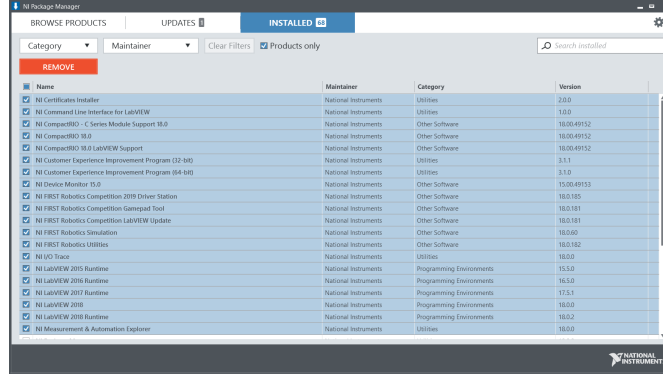 NI Package Manager
BROWSE PRODUCTS UPDATES INSTALLED 68
Category Maintainer Clear Filters Products only Search installed
REMOVE
Name Maintainer Category Version
NI Certificates Installer National Instruments Utilities 2.0.0
NI Command Line Interface for LabVIEW National Instruments Utilities 1.0.0
NI CompactRIO - C Series Module Support 18.0 National Instruments Other Software 18.00.49152
NI CompactRIO 18.0 National Instruments Other Software 18.00.49152
NI CompactRIO 18.0 LabVIEW Support National Instruments Other Software 18.00.49152
NI Customer Experience Improvement Program (32-bit) National Instruments Utilities 3.1.1
NI Customer Experience Improvement Program (64-bit) National Instruments Utilities 3.1.0
NI Device Monitor 15.0 National Instruments Other Software 15.00.49153
NI FIRST Robotics Competition 2019 Driver Station National Instruments Other Software 18.0.185
NI FIRST Robotics Competition Gamepad Tool National Instruments Other Software 18.0.181
NI FIRST Robotics Competition LabVIEW Update National Instruments Other Software 18.0.181
NI FIRST Robotics Simulation National Instruments Other Software 18.0.60
NI FIRST Robotics Utilities National Instruments Other Software 18.0.182
NI I/O Trace National Instruments Utilities 18.0.0
NI LabVIEW 2015 Runtime National Instruments Programming Environments 15.5.0
NI LabVIEW 2016 Runtime National Instruments Programming Environments 16.5.0
NI LabVIEW 2017 Runtime National Instruments Programming Environments 17.5.1
NI LabVIEW 2018 National Instruments Programming Environments 18.0.0
NI LabVIEW 2018 Runtime National Instruments Programming Environments 18.0.2
NI Measurement & Automation Explorer National Instruments Utilities 18.0.0
NATIONAL
INSTRUMENTS